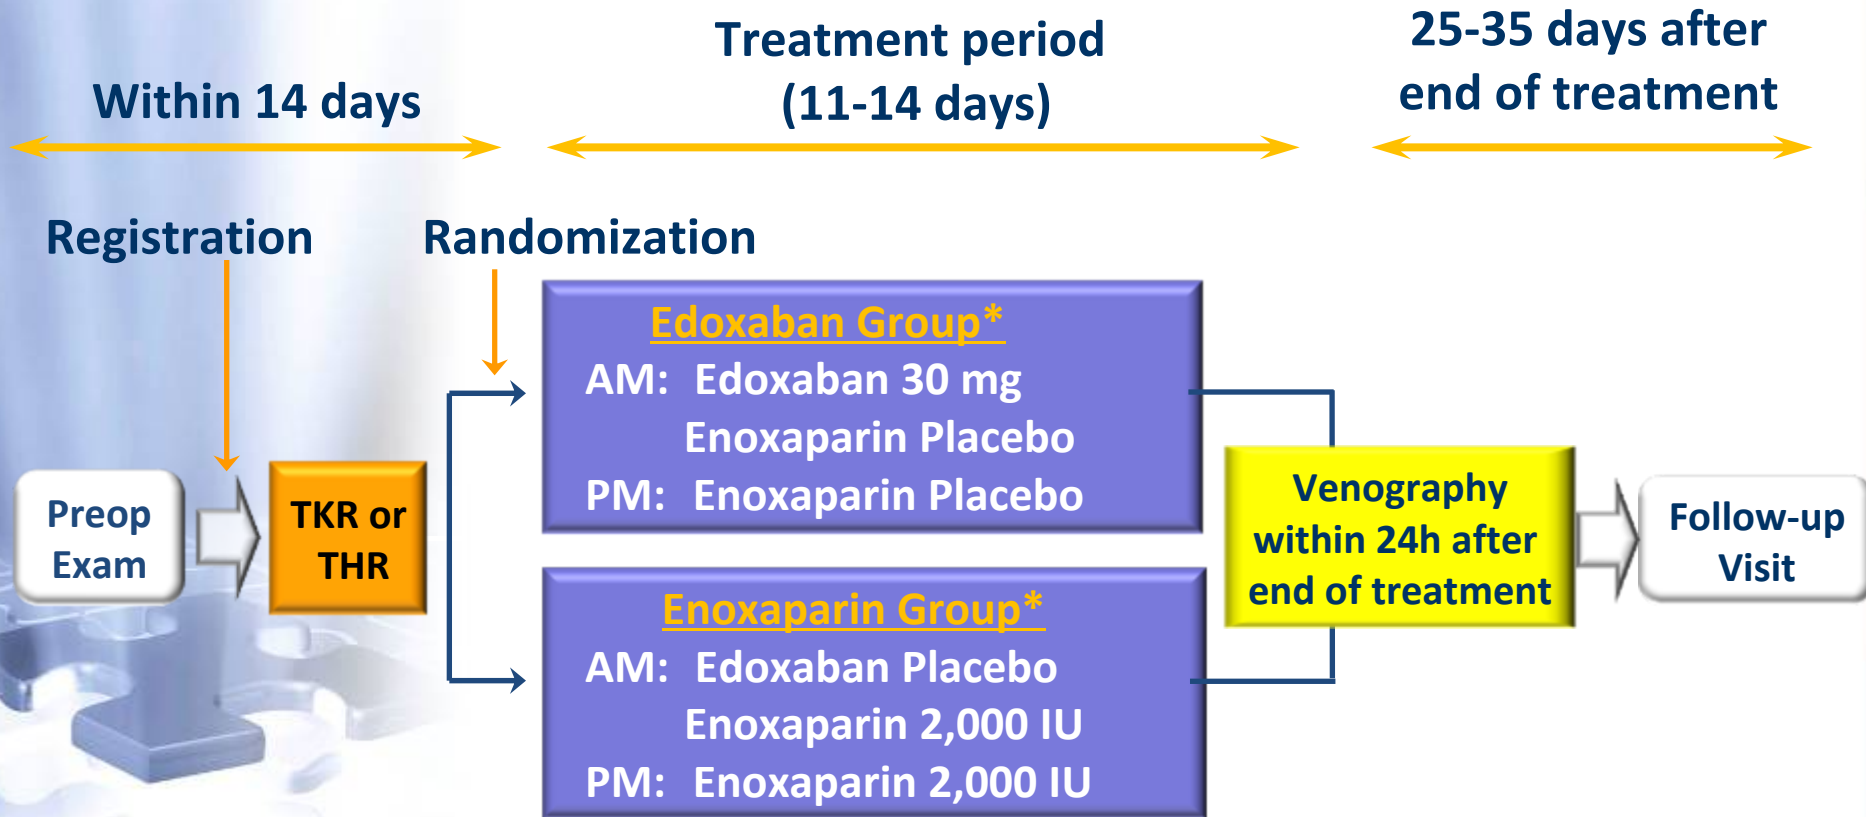 Within 14 days
Treatment period
(11-14 days)
25-35 days after
end of treatment
Registration
Randomization
Preop
Exam
TKR or
THR
Edoxaban Group*
AM: Edoxaban 30 mg
Enoxaparin Placebo
PM: Enoxaparin Placebo
Enoxaparin Group*
AM: Edoxaban Placebo
Enoxaparin 2,000 IU
PM: Enoxaparin 2,000 IU
Venography
within 24h after
end of treatment
Follow-up
Visit